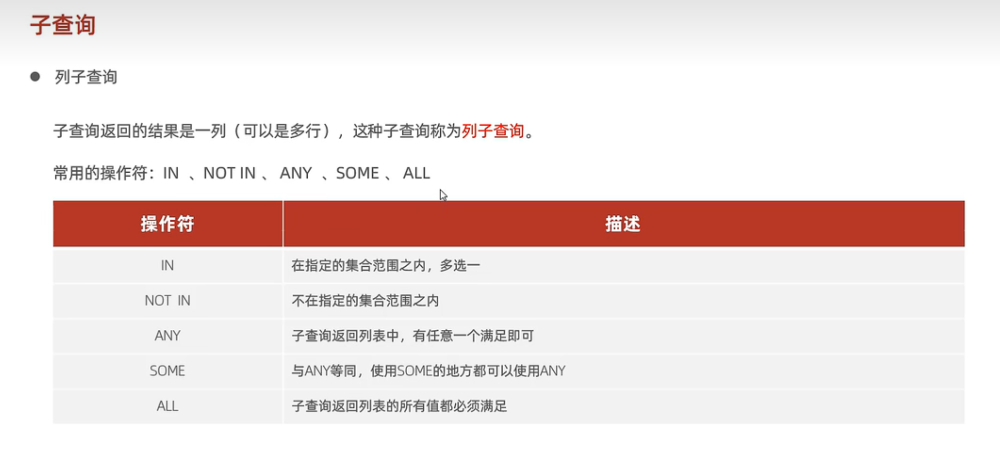 子查询
列子查询
子查询返回的结果是一列（可以是多行），这种子查询称为列子查询。
常用的操作符：IN 、NOT IN 、 ANY 、SOME 、 ALL
操作符 描述
IN 在指定的集合范围之内，多选一
NOT IN 不在指定的集合范围之内
ANY 子查询返回列表中，有任意一个满足即可
SOME 与ANY等同，使用SOME的地方都可以使用ANY
ALL 子查询返回列表的所有值都必须满足